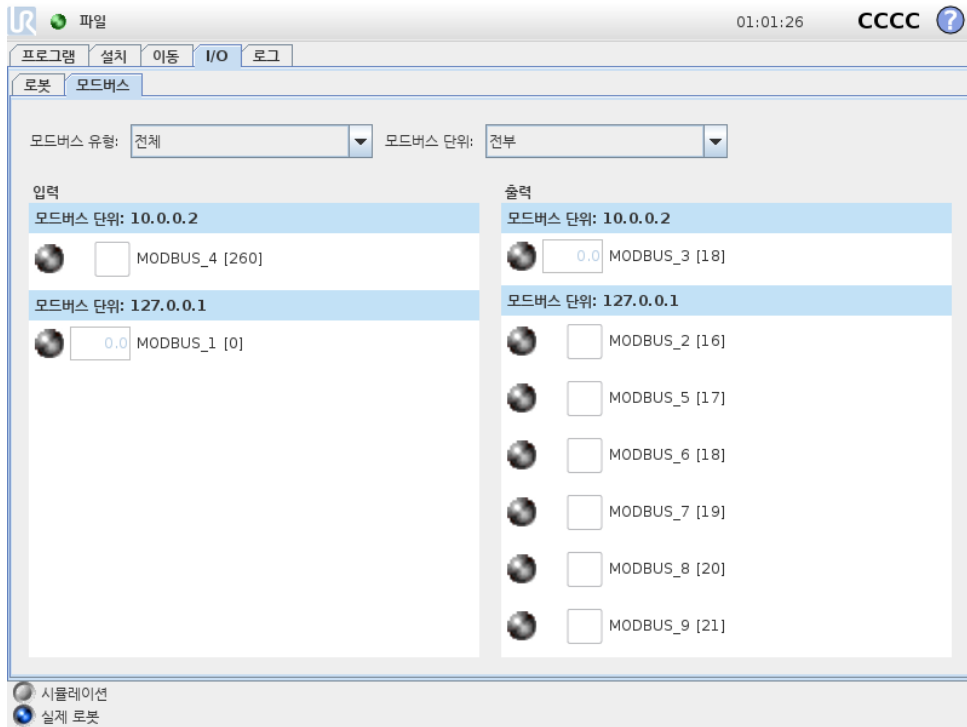 UR 파일 01:01:26 CCCC ?
프로그램 설치 이동 I/O 로그
로봇 모드버스
모드버스 유형: 전체 모드버스 단위: 전부
입력
모드버스 단위: 10.0.0.2
MODBUS_4 [260]
모드버스 단위: 127.0.0.1
0.0 MODBUS_1 [0]
출력
모드버스 단위: 10.0.0.2
0.0 MODBUS_3 [18]
모드버스 단위: 127.0.0.1
MODBUS_2 [16]
MODBUS_5 [17]
MODBUS_6 [18]
MODBUS_7 [19]
MODBUS_8 [20]
MODBUS_9 [21]
시뮬레이션
실제 로봇